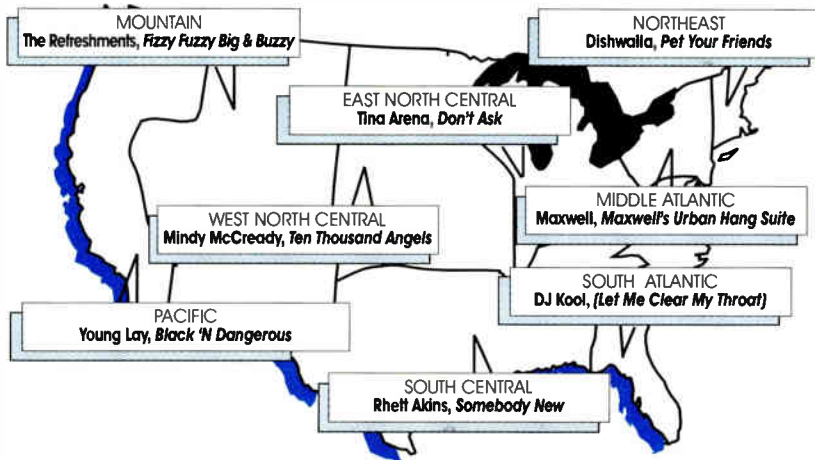 MOUNTAIN
The Refreshments, Fizzy Fuzzy Big & Buzzy
NORTHEAST
Dishwalla, Pet Your Friends
EAST NORTH CENTRAL
Tina Arena, Don't Ask
WEST NORTH CENTRAL
Mindy McCready, Ten Thousand Angels
MIDDLE ATLANTIC
Maxwell, Maxwell's Urban Hang Suite
SOUTH ATLANTIC
DJ Kool, (Let Me Clear My Throat)
PACIFIC
Young Lay, Black 'N Dangerous
SOUTH CENTRAL
Rhett Akins, Somebody New